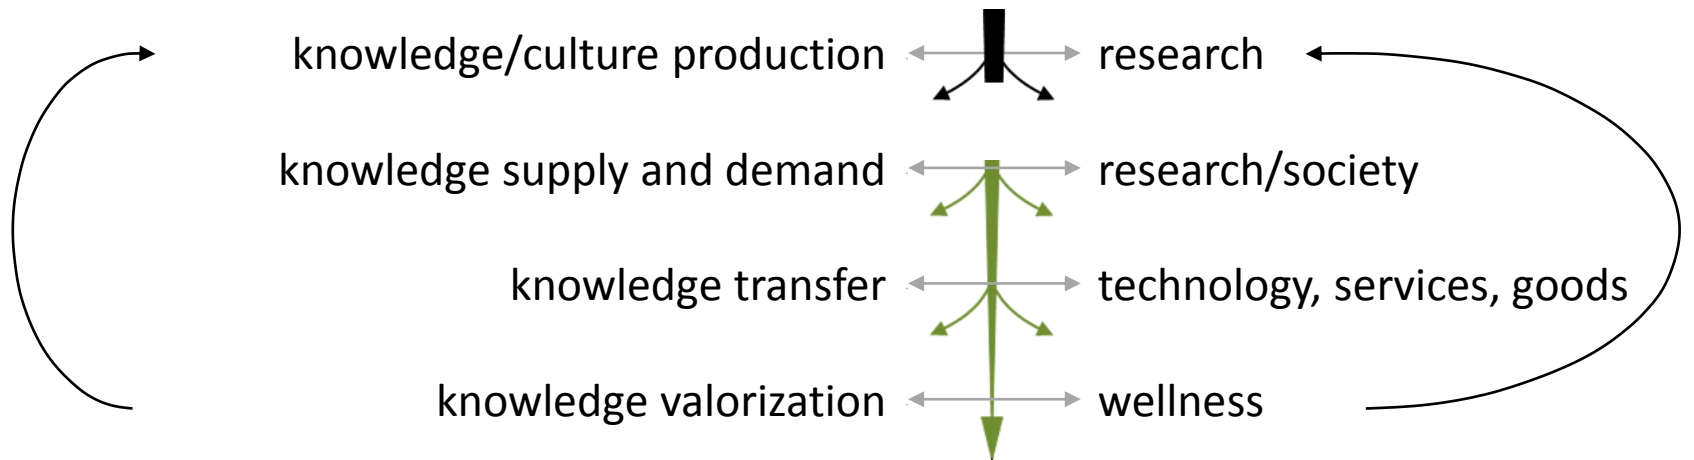 knowledge/culture production research
knowledge supply and demand research/society
knowledge transfer technology, services, goods
knowledge valorization wellness